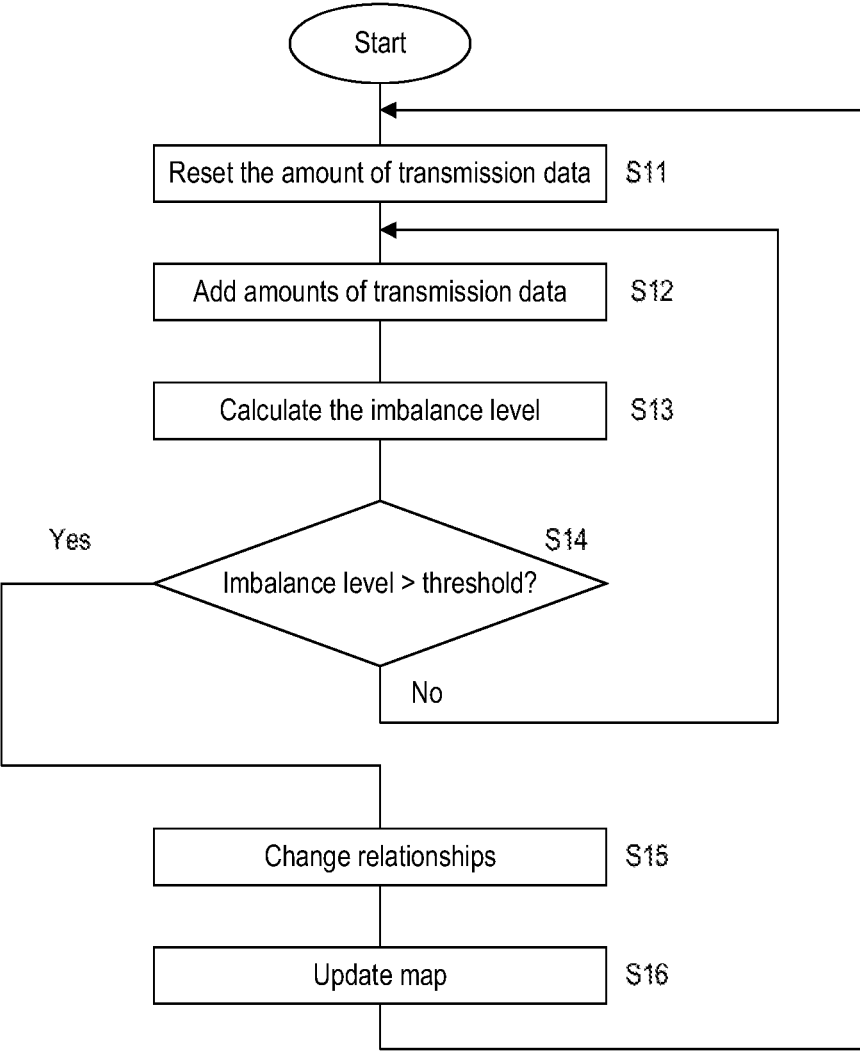 Start
Reset the amount of transmission data
S11
Add amounts of transmission data
S12
Calculate the imbalance level
S13
Yes
S14
Imbalance level > threshold?
No
Change relationships
S15
Update map
S16